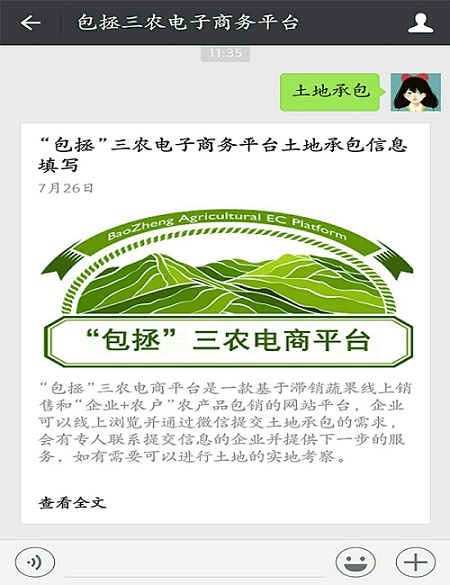 包拯三农电子商务平台
11:35
土地承包
“包拯”三农电子商务平台土地承包信息
填写
7月26日
BaoZheng Agricultural EC Platform
“包拯”三农电商平台
“包拯”三农电商平台是一款基于滞销蔬果线上销
售和“企业+农户”农产品包销的网站平台，企业
可以线上浏览并通过微信提交土地承包的需求，
会有专人联系提交信息的企业并提供下一步的服
务，如有需要可以进行土地的实地考察。
查看全文